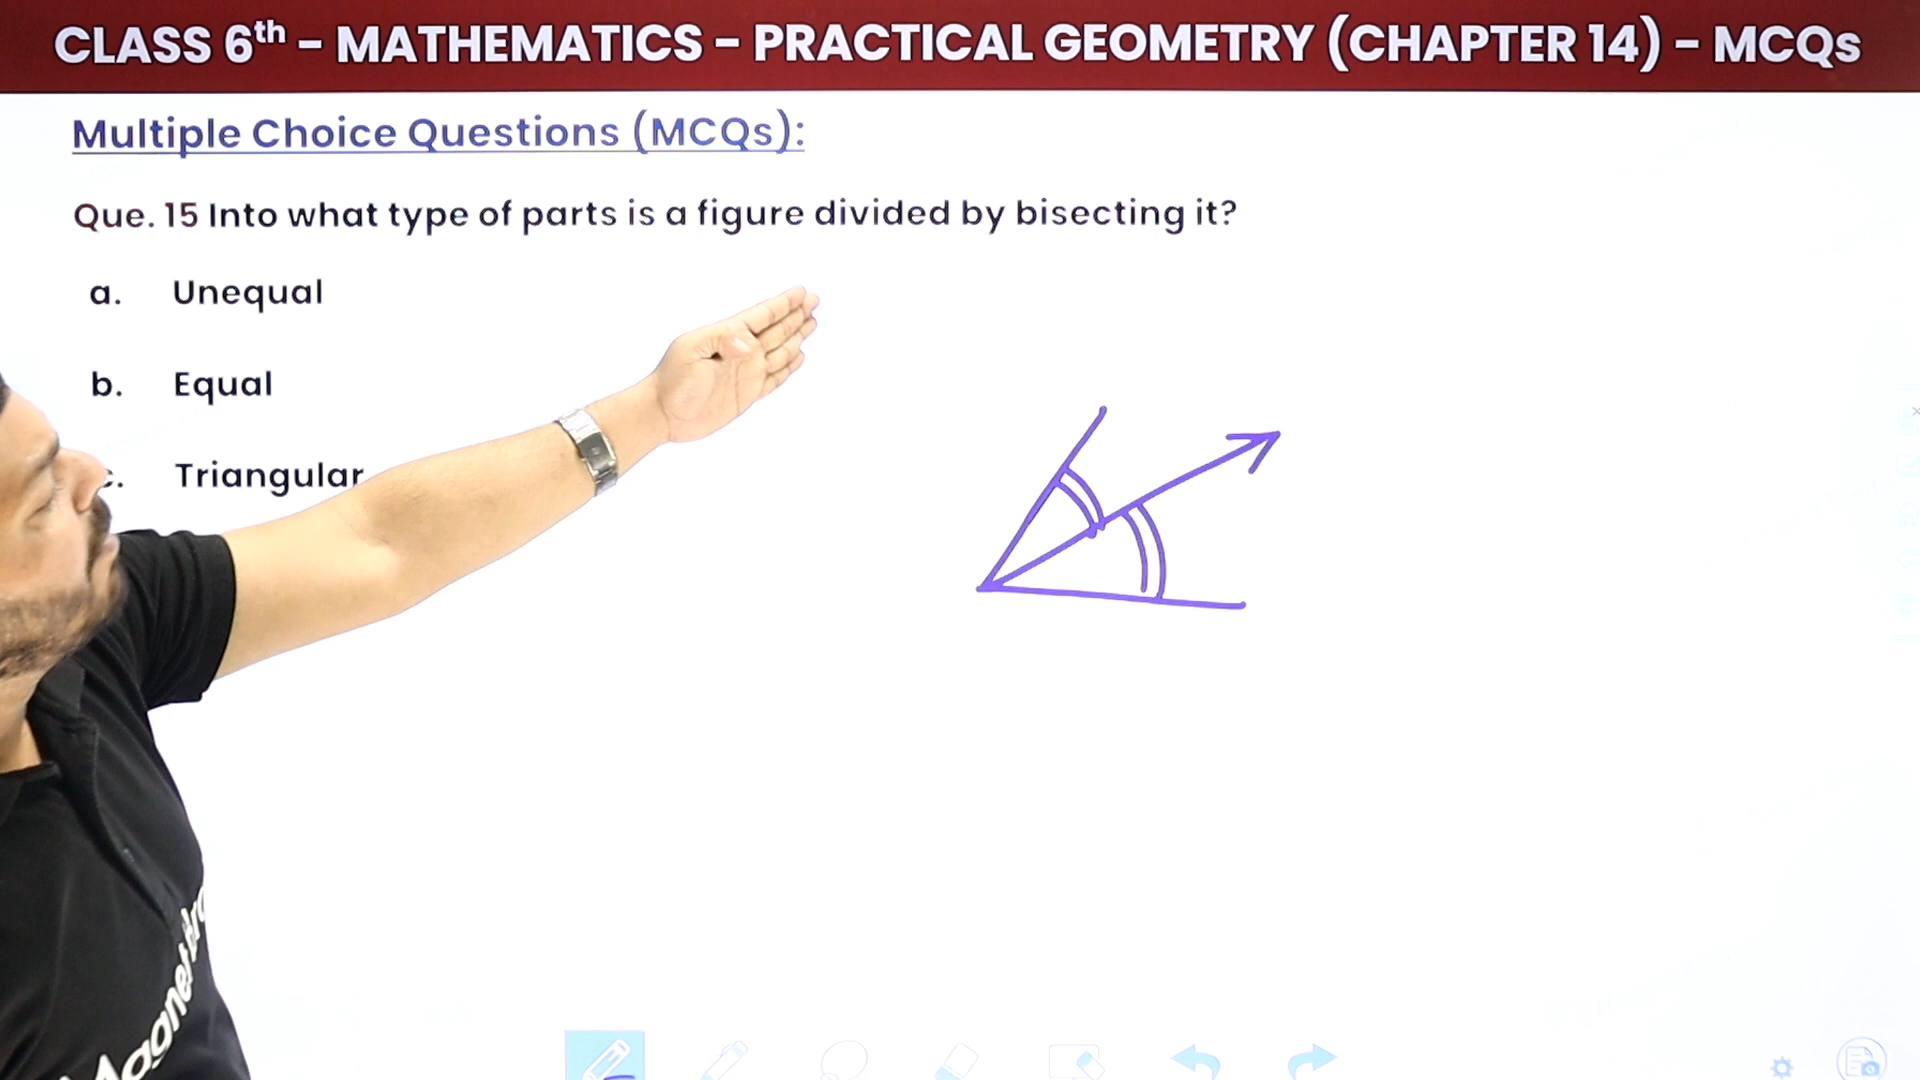 CLASS 6th – MATHEMATICS – PRACTICAL GEOMETRY (CHAPTER 14) – MCQs
Multiple Choice Questions (MCQs):
Que. 15 Into what type of parts is a figure divided by bisecting it?
a. Unequal
b. Equal
c. Triangular